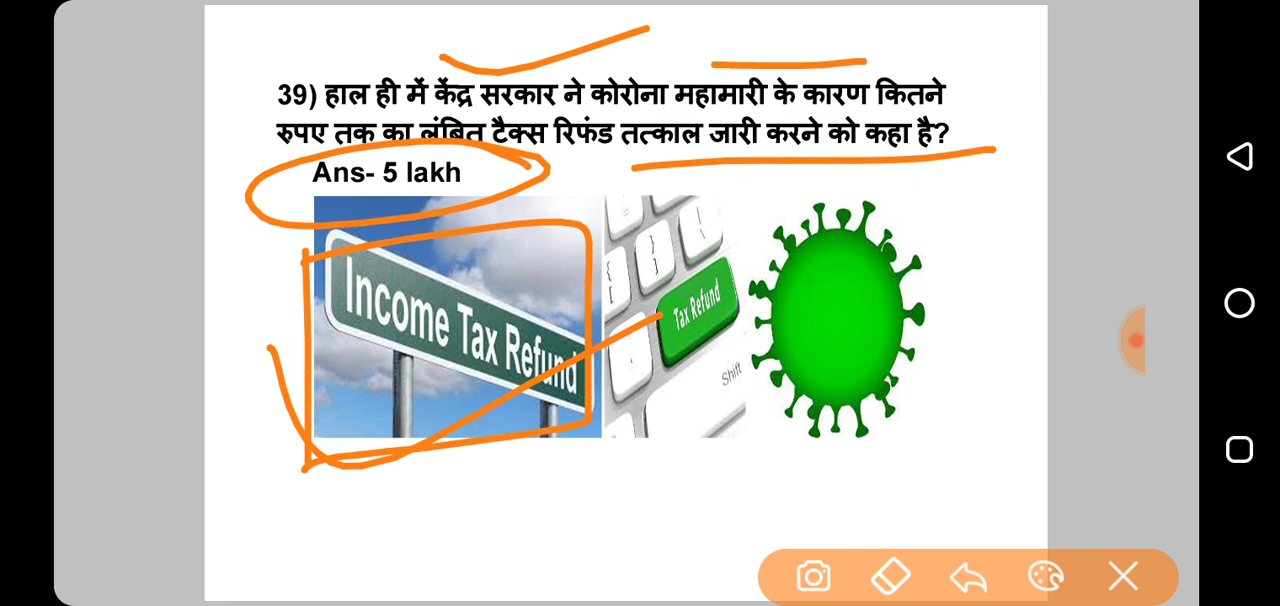 39) हाल ही में केंद्र सरकार ने कोरोना महामारी के कारण कितने
रुपए तक का लंबित टैक्स रिफंड तत्काल जारी करने को कहा है?
Ans- 5 lakh
Income Tax Refund
Tax Refund
Shift